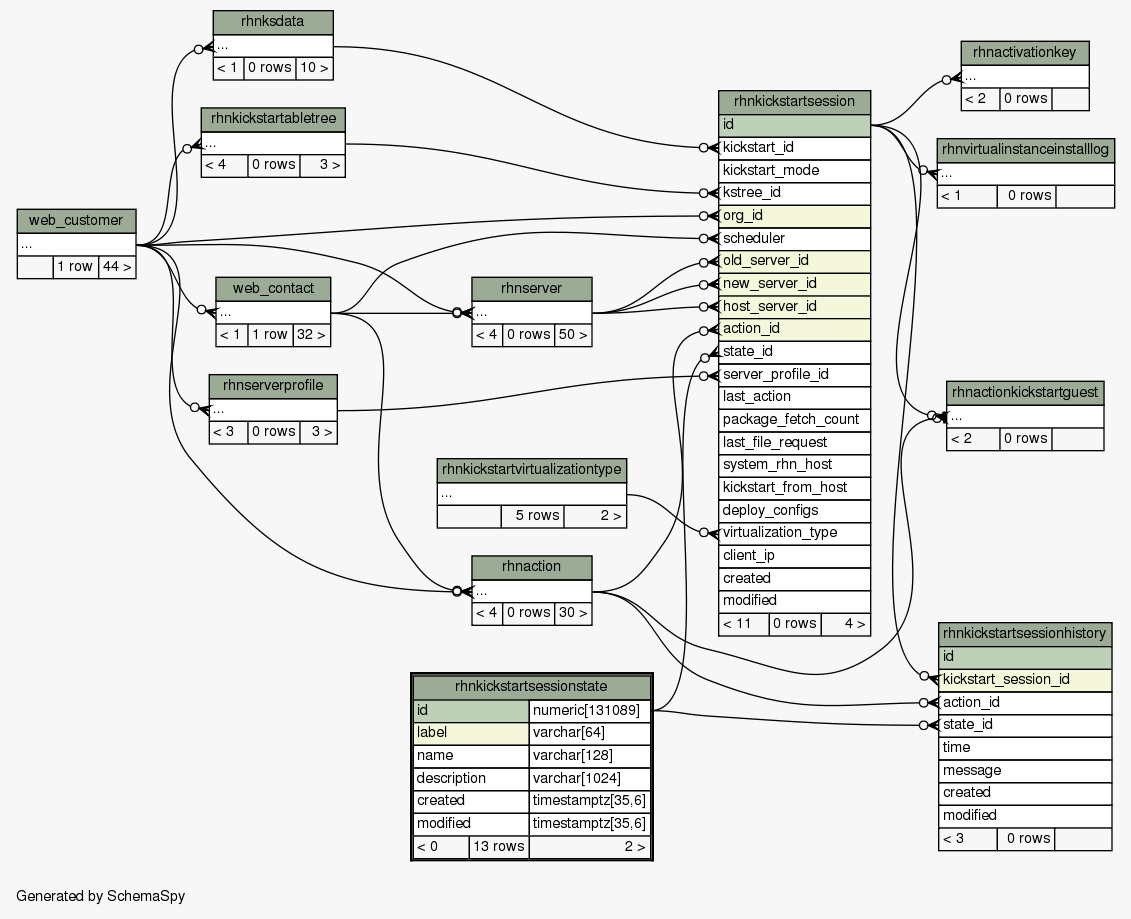 rhnksdata
...
< 1 0 rows 10 >
rhnkickstartabletree
...
< 4 0 rows 3 >
web_customer
...
1 row 44 >
web_contact
...
< 1 1 row 32 >
rhnserverprofile
...
< 3 0 rows 3 >
rhnserver
...
< 4 0 rows 50 >
rhnkickstartvirtualizationtype
...
5 rows 2 >
rhnaction
...
< 4 0 rows 30 >
rhnkickstartsessionstate
id numeric[131089]
label varchar[64]
name varchar[128]
description varchar[1024]
created timestamptz[35,6]
modified timestamptz[35,6]
< 0 13 rows 2 >
rhnkickstartsession
id
kickstart_id
kickstart_mode
kstree_id
org_id
scheduler
old_server_id
new_server_id
host_server_id
action_id
state_id
server_profile_id
last_action
package_fetch_count
last_file_request
system_rhn_host
kickstart_from_host
deploy_configs
virtualization_type
client_ip
created
modified
< 11 0 rows 4 >
rhnactivationkey
...
< 2 0 rows
rhnvirtualinstanceinstalllog
...
< 1 0 rows
rhnactionkickstartguest
...
< 2 0 rows
rhnkickstartsessionhistory
id
kickstart_session_id
action_id
state_id
time
message
created
modified
< 3 0 rows
Generated by SchemaSpy